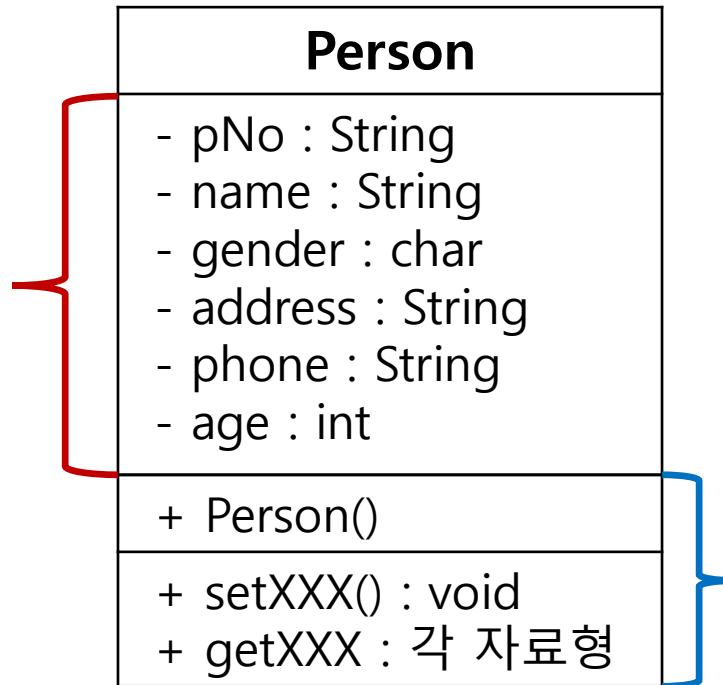 Person
- pNo : String
- name : String
- gender : char
- address : String
- phone : String
- age : int
+ Person()
+ setXXX() : void
+ getXXX : 각 자료형